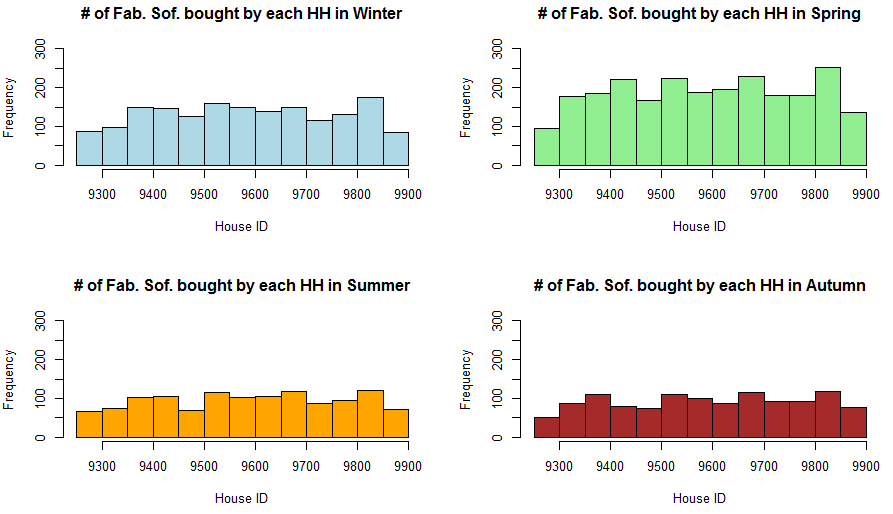 # of Fab. Sof. bought by each HH in Winter
Frequency
0 100 200 300
9300 9400 9500 9600 9700 9800 9900
House ID
# of Fab. Sof. bought by each HH in Spring
Frequency
0 100 200 300
9300 9400 9500 9600 9700 9800 9900
House ID
# of Fab. Sof. bought by each HH in Summer
Frequency
0 100 200 300
9300 9400 9500 9600 9700 9800 9900
House ID
# of Fab. Sof. bought by each HH in Autumn
Frequency
0 100 200 300
9300 9400 9500 9600 9700 9800 9900
House ID